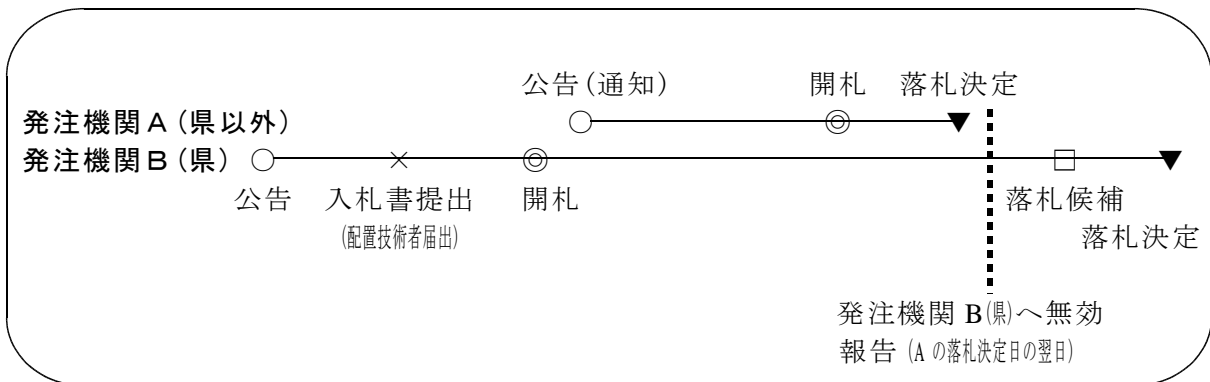 公告(通知) 開札 落札決定
発注機関A(県以外) ○ ◎ ▼
発注機関B(県) ○ × ◎ □ ▼
公告 入札書提出 開札 落札候補
(配置技術者届出) 落札決定
発注機関B(県)へ無効
報告(Aの落札決定日の翌日)